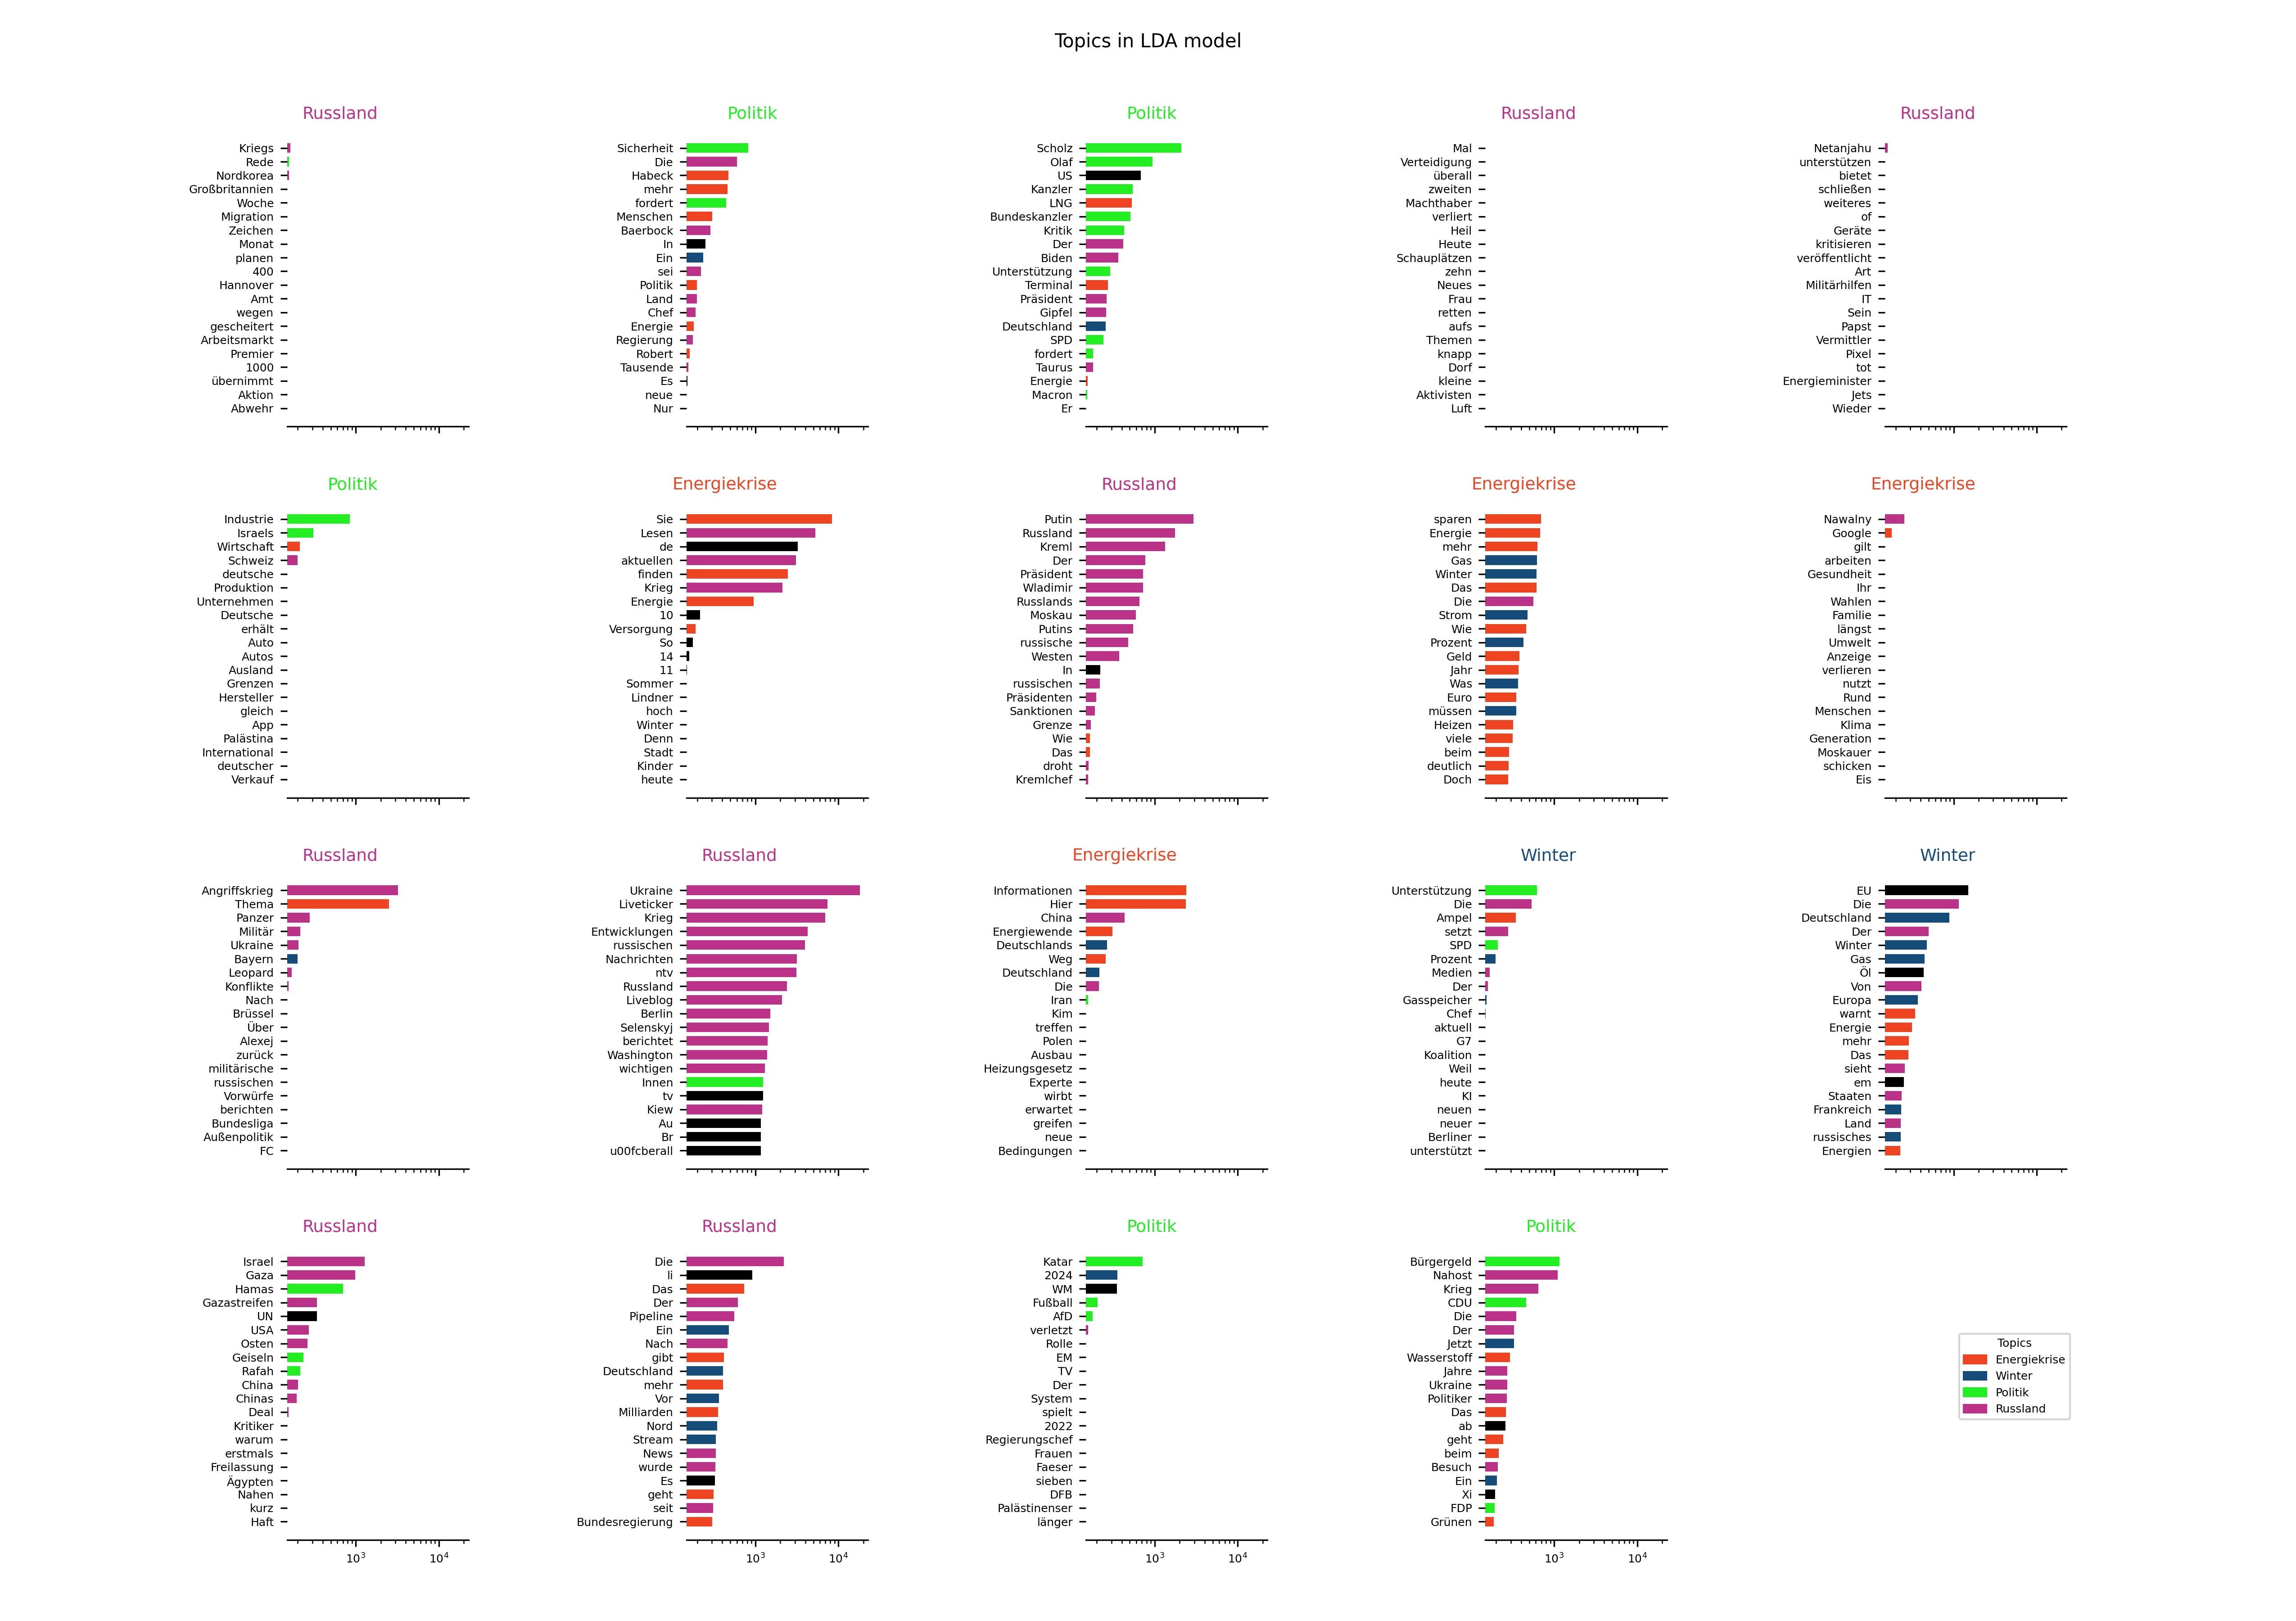 Topics in LDA model
Russland
Kriegs
Rede
Nordkorea
Großbritannien
Woche
Migration
Zeichen
Monat
planen
400
Hannover
Amt
wegen
gescheitert
Arbeitsmarkt
Premier
1000
übernimmt
Aktion
Abwehr
Politik
Sicherheit
Die
Habeck
mehr
fordert
Menschen
Baerbock
In
Ein
sei
Politik
Land
Chef
Energie
Regierung
Robert
Tausende
Es
neue
Nur
Politik
Scholz
Olaf
US
Kanzler
LNG
Bundeskanzler
Kritik
Der
Biden
Unterstützung
Terminal
Präsident
Gipfel
Deutschland
SPD
fordert
Taurus
Energie
Macron
Er
Russland
Mal
Verteidigung
überall
zweiten
Machthaber
verliert
Heil
Heute
Schauplätzen
zehn
Neues
Frau
retten
aufs
Themen
knapp
Dorf
kleine
Aktivisten
Luft
Russland
Netanjahu
unterstützen
bietet
schließen
weiteres
of
Geräte
kritisieren
veröffentlicht
Art
Militärhilfen
IT
Sein
Papst
Vermittler
Pixel
tot
Energieminister
Jets
Wieder
Politik
Industrie
Israels
Wirtschaft
Schweiz
deutsche
Produktion
Unternehmen
Deutsche
erhält
Auto
Autos
Ausland
Grenzen
Hersteller
gleich
App
Palästina
International
deutscher
Verkauf
Energiekrise
Sie
Lesen
de
aktuellen
finden
Krieg
Energie
10
Versorgung
So
14
11
Sommer
Lindner
hoch
Winter
Denn
Stadt
Kinder
heute
Russland
Putin
Russland
Kreml
Der
Präsident
Wladimir
Russlands
Moskau
Putins
russische
Westen
In
russischen
Präsidenten
Sanktionen
Grenze
Wie
Das
droht
Kremlchef
Energiekrise
sparen
Energie
mehr
Gas
Winter
Das
Die
Strom
Wie
Prozent
Geld
Jahr
Was
Euro
müssen
Heizen
viele
beim
deutlich
Doch
Energiekrise
Nawalny
Google
gilt
arbeiten
Gesundheit
Ihr
Wahlen
Familie
längst
Umwelt
Anzeige
verlieren
nutzt
Rund
Menschen
Klima
Generation
Moskauer
schicken
Eis
Russland
Angriffskrieg
Thema
Panzer
Militär
Ukraine
Bayern
Leopard
Konflikte
Nach
Brüssel
Über
Alexej
zurück
militärische
russischen
Vorwürfe
berichten
Bundesliga
Außenpolitik
FC
Russland
Ukraine
Liveticker
Krieg
Entwicklungen
russischen
Nachrichten
ntv
Russland
Liveblog
Berlin
Selenskyj
berichtet
Washington
wichtigen
Innen
tv
Kiew
Au
Br
u00fcberall
Energiekrise
Informationen
Hier
China
Energiewende
Deutschlands
Weg
Deutschland
Die
Iran
Kim
treffen
Polen
Ausbau
Heizungsgesetz
Experte
wirbt
erwartet
greifen
neue
Bedingungen
Winter
Unterstützung
Die
Ampel
setzt
SPD
Prozent
Medien
Der
Gasspeicher
Chef
aktuell
G7
Koalition
Weil
heute
KI
neuen
neuer
Berliner
unterstützt
Winter
EU
Die
Deutschland
Der
Winter
Gas
Öl
Von
Europa
warnt
Energie
mehr
Das
sieht
em
Staaten
Frankreich
Land
russisches
Energien
Russland
Israel
Gaza
Hamas
Gazastreifen
UN
USA
Osten
Geiseln
Rafah
China
Chinas
Deal
Kritiker
warum
erstmals
Freilassung
Ägypten
Nahen
kurz
Haft
10³ 10⁴
Russland
Die
li
Das
Der
Pipeline
Ein
Nach
gibt
Deutschland
mehr
Vor
Milliarden
Nord
Stream
News
wurde
Es
geht
seit
Bundesregierung
10³ 10⁴
Politik
Katar
2024
WM
Fußball
AfD
verletzt
Rolle
EM
TV
Der
System
spielt
2022
Regierungschef
Frauen
Faeser
sieben
DFB
Palästinenser
länger
10³ 10⁴
Politik
Bürgergeld
Nahost
Krieg
CDU
Die
Der
Jetzt
Wasserstoff
Jahre
Ukraine
Politiker
Das
ab
geht
beim
Besuch
Ein
Xi
FDP
Grünen
10³ 10⁴
Topics
Energiekrise
Winter
Politik
Russland